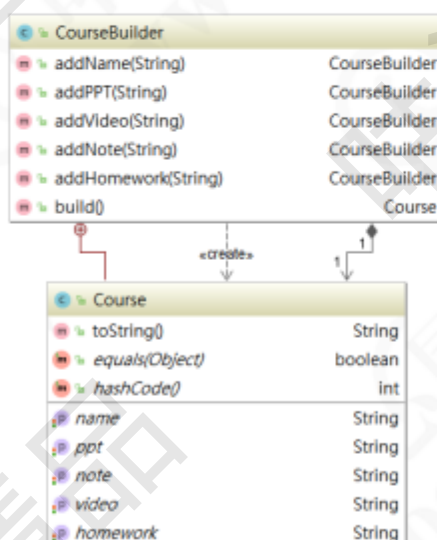 CourseBuilder
addName(String) CourseBuilder
addPPT(String) CourseBuilder
addVideo(String) CourseBuilder
addNote(String) CourseBuilder
addHomework(String) CourseBuilder
build() Course
«create»
1
1
Course
toString() String
equals(Object) boolean
hashCode() int
name String
ppt String
note String
video String
homework String